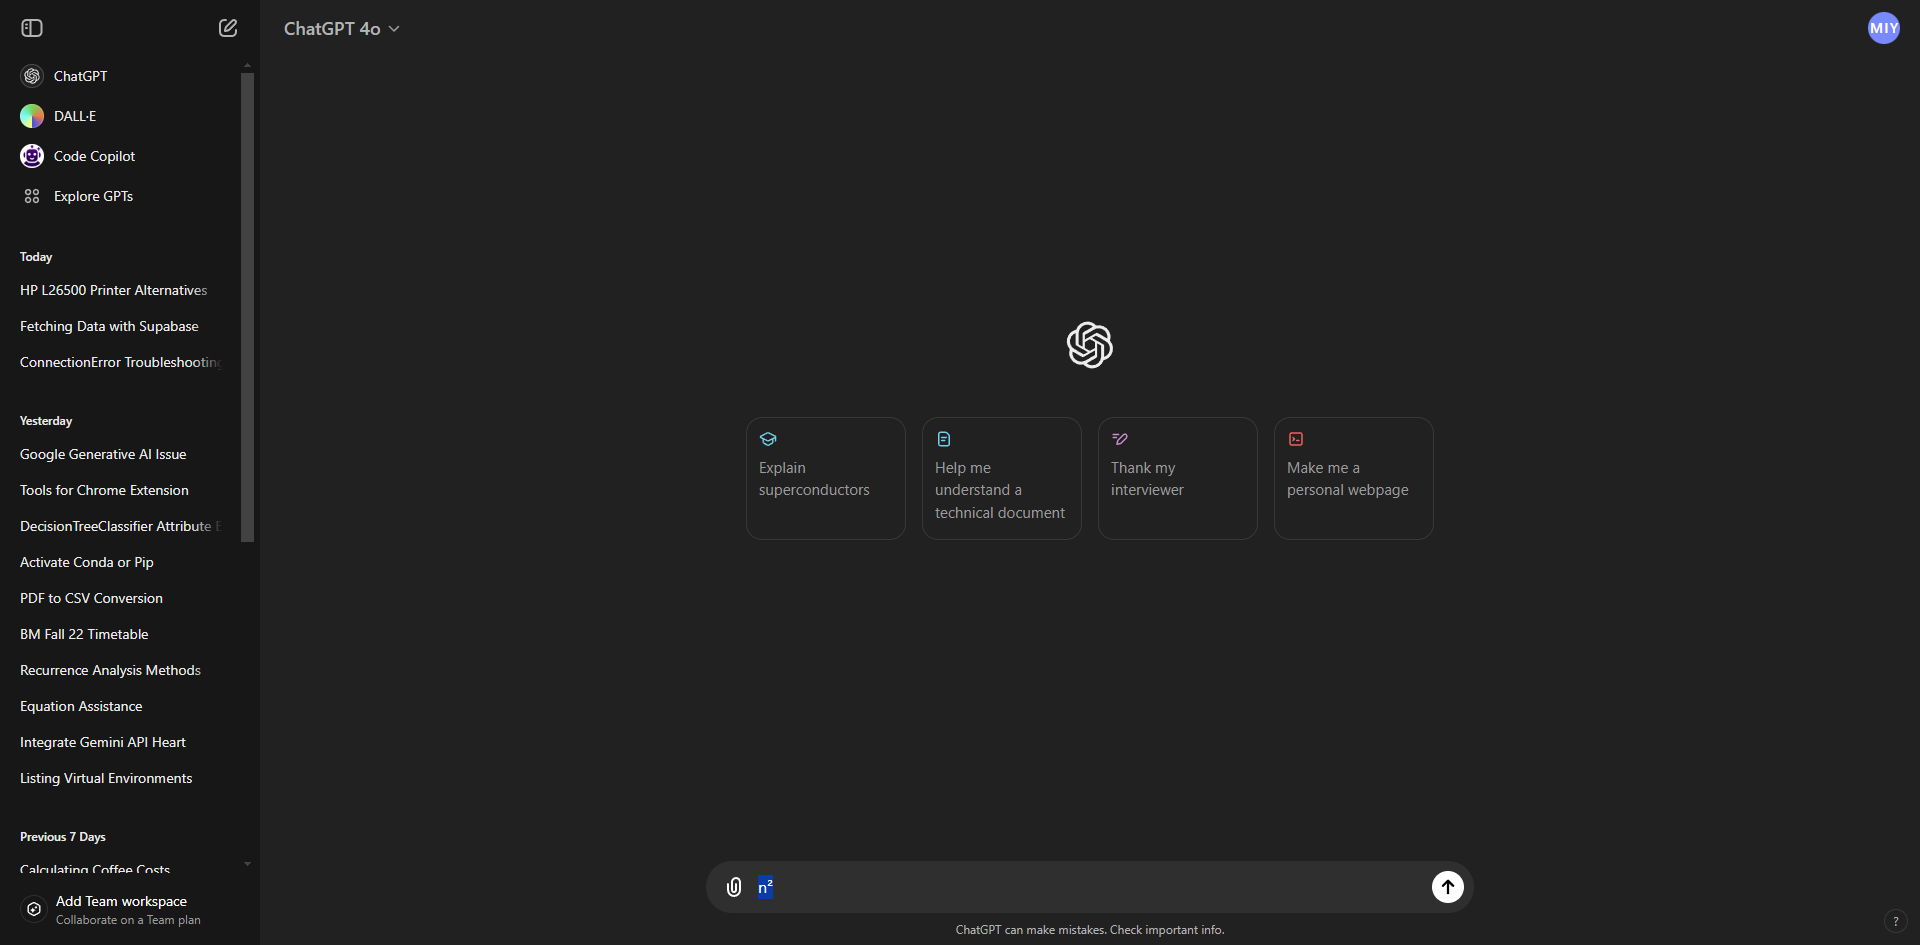 ChatGPT
DALL·E
Code Copilot
Explore GPTs
Today
HP L26500 Printer Alternatives
Fetching Data with Supabase
ConnectionError Troubleshooting
Yesterday
Google Generative AI Issue
Tools for Chrome Extension
DecisionTreeClassifier Attribute E
Activate Conda or Pip
PDF to CSV Conversion
BM Fall 22 Timetable
Recurrence Analysis Methods
Equation Assistance
Integrate Gemini API Heart
Listing Virtual Environments
Previous 7 Days
Calculating Coffee Costs
Add Team workspace
Collaborate on a Team plan
ChatGPT 4o
MIY
Explain
superconductors
Help me
understand a
technical document
Thank my
interviewer
Make me a
personal webpage
n²
ChatGPT can make mistakes. Check important info.
?